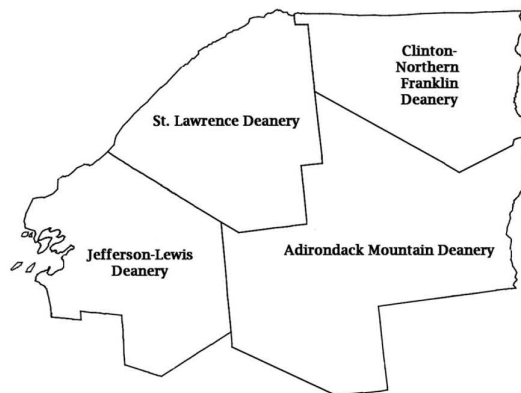 Clinton-
Northern
Franklin
Deanery
St. Lawrence Deanery
Jefferson-Lewis
Deanery
Adirondack Mountain Deanery